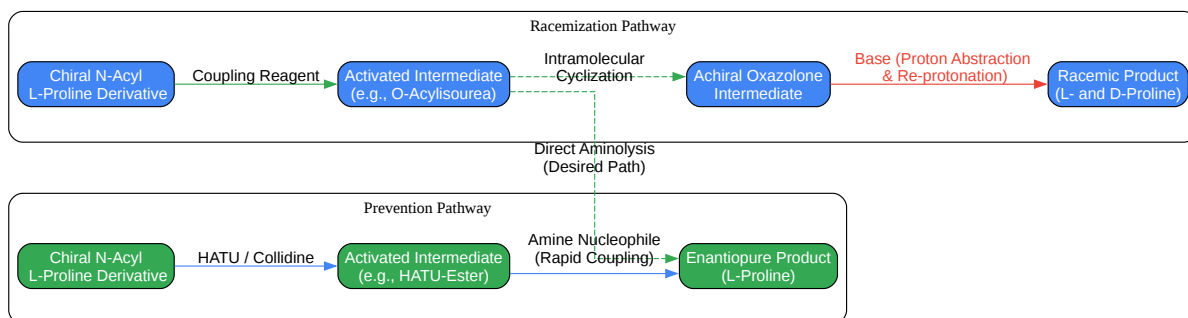 Racemization Pathway
Chiral N-Acyl
L-Proline Derivative
Coupling Reagent
Activated Intermediate
(e.g., O-Acylisourea)
Intramolecular
Cyclization
Achiral Oxazolone
Intermediate
Base (Proton Abstraction
& Re-protonation)
Racemic Product
(L- and D-Proline)
Direct Aminolysis
(Desired Path)
Prevention Pathway
Chiral N-Acyl
L-Proline Derivative
HATU / Collidine
Activated Intermediate
(e.g., HATU-Ester)
Amine Nucleophile
(Rapid Coupling)
Enantiopure Product
(L-Proline)